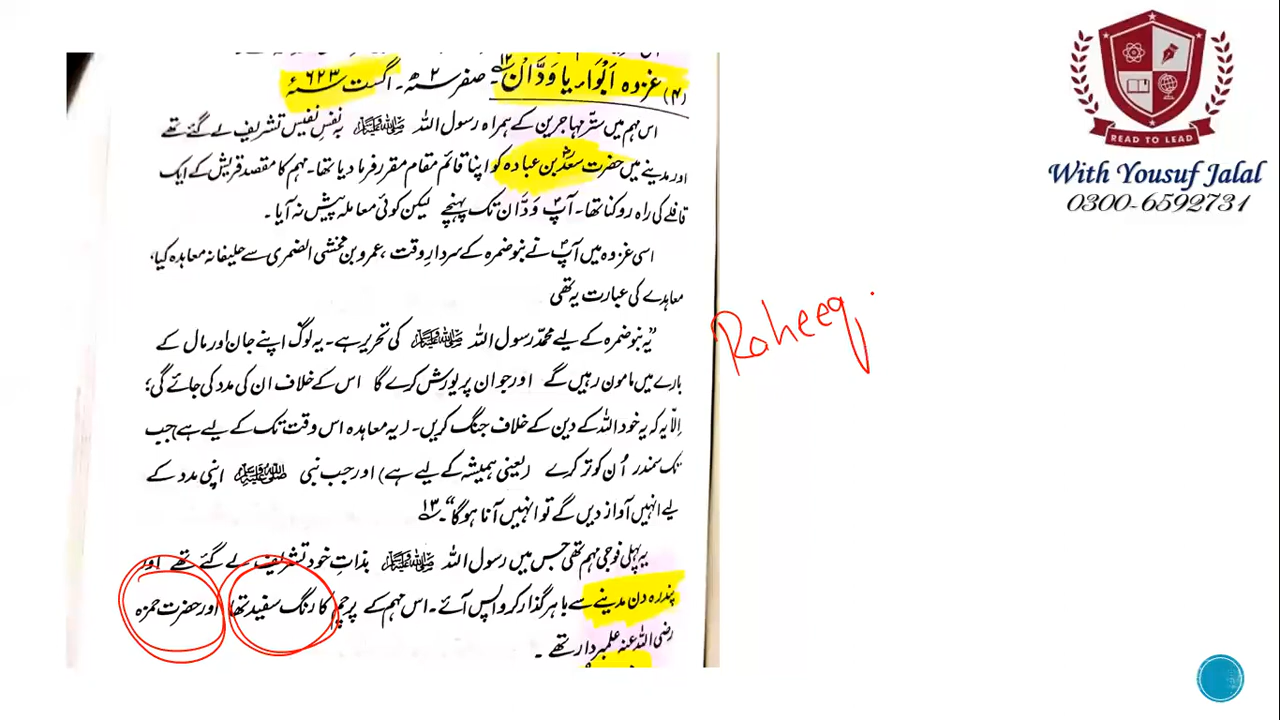 (۴) غزوہ ابواء یا ودّان۱۲۔ صفر ۲ھ۔ اگست ۶۲۳ء
اس مہم میں ستّر مہاجرین کے ہمراہ رسول اللہ ﷺ بہ نفسِ نفیس تشریف لے گئے تھے
اور مدینے میں حضرت سعدؓ بن عبادہ کو اپنا قائم مقام مقرر فرما دیا تھا۔ مہم کا مقصد قریش کے ایک
قافلے کی راہ روکنا تھا۔ آپؐ ودّان تک پہنچے لیکن کوئی معاملہ پیش نہ آیا۔
اسی غزوہ میں آپؐ نے بنو ضمرہ کے سردارِ وقت، عمرو بن مخشی الضمری سے حلیفانہ معاہدہ کیا،
معاہدے کی عبارت یہ تھی
”یہ بنو ضمرہ کے لیے محمّد رسول اللہ ﷺ کی تحریر ہے۔ یہ لوگ اپنے جان اور مال کے
بارے میں مامون رہیں گے اور جو ان پر یورش کرے گا اس کے خلاف ان کی مدد کی جائے گی؛
اِلّا یہ کہ یہ خود اللہ کے دین کے خلاف جنگ کریں۔ (یہ معاہدہ اس وقت تک کے لیے ہے) جب
تک سمندر اُن کو تر کرے (یعنی ہمیشہ کے لیے ہے) اور جب نبی ﷺ اپنی مدد کے
لیے انہیں آواز دیں گے تو انہیں آنا ہو گا“۔۱۳
یہ پہلی فوجی مہم تھی جس میں رسول اللہ ﷺ بذاتِ خود تشریف لے گئے تھے اور
پندرہ دن مدینے سے باہر گذار کر واپس آئے۔ اس مہم کے پرچم کا رنگ سفید تھا اور حضرت حمزہ
رضی اللہ عنہ علمبردار تھے۔
Raheeq
READ TO LEAD
With Yousuf Jalal
0300-6592731